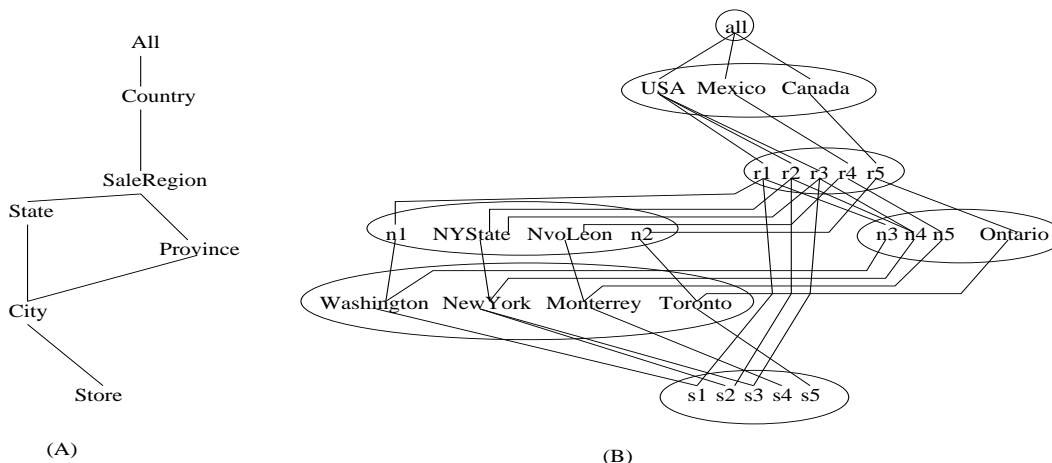 All
Country
SaleRegion
State
Province
City
Store
(A)
all
USA Mexico Canada
r1 r2 r3 r4 r5
n1 NYState NvoLeon n2
n3 n4 n5 Ontario
Washington NewYork Monterrey Toronto
s1 s2 s3 s4 s5
(B)